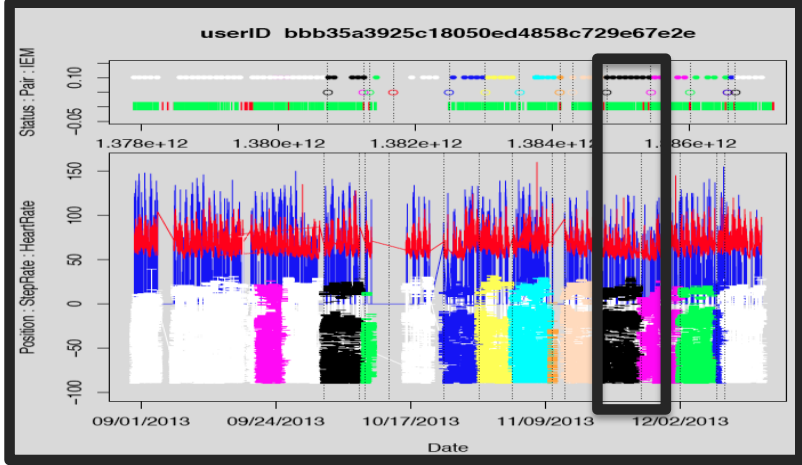 userID bbb35a3925c18050ed4858c729e67e2e
Status : Pair : IEM
0.10
-0.05
1.378e+12 1.380e+12 1.382e+12 1.384e+12 1.386e+12
Position : StepRate : HeartRate
150
100
50
0
-50
-100
09/01/2013 09/24/2013 10/17/2013 11/09/2013 12/02/2013
Date